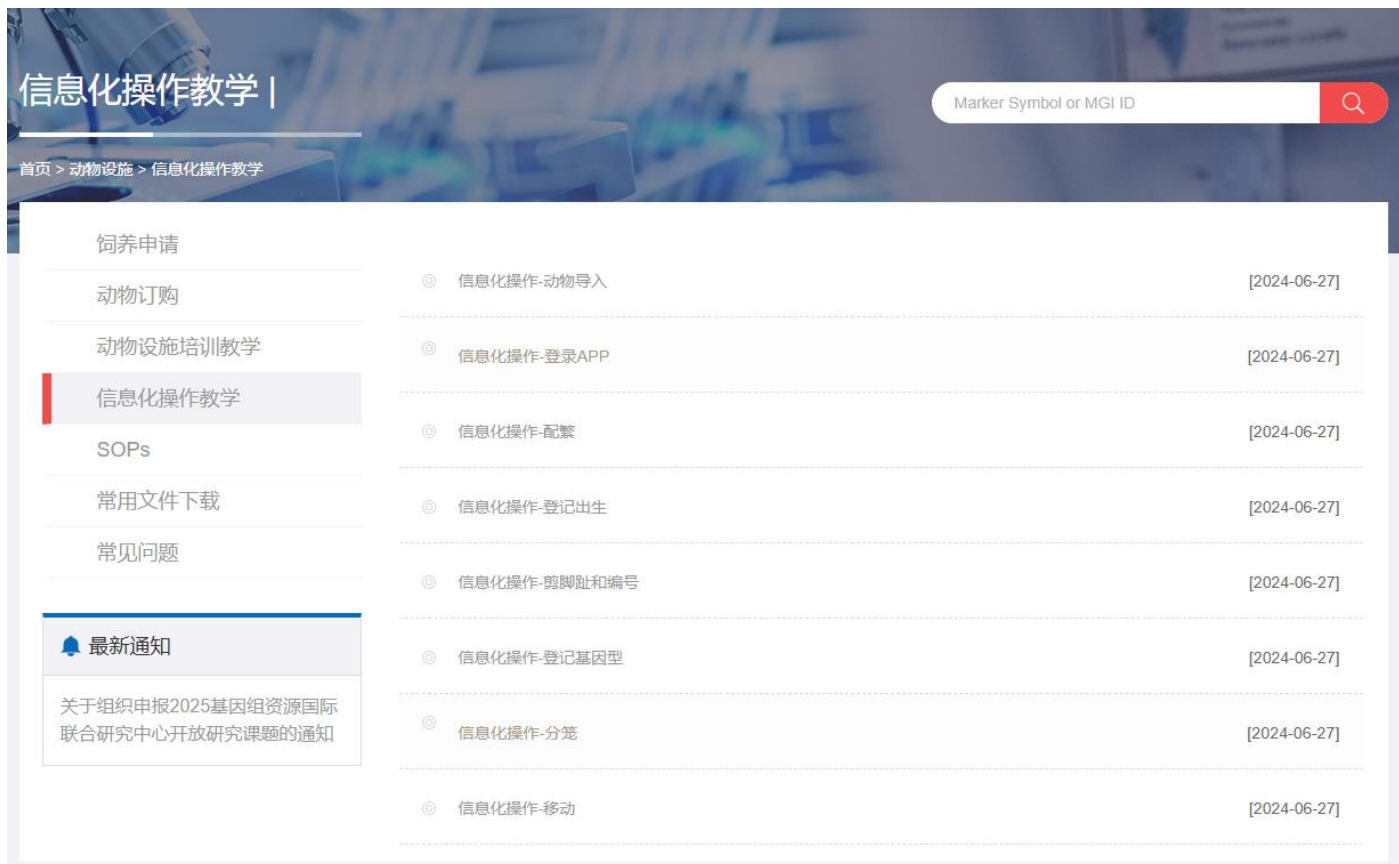 信息化操作教学 |
Marker Symbol or MGI ID
首页 > 动物设施 > 信息化操作教学
饲养申请
动物订购
动物设施培训教学
信息化操作教学
SOPs
常用文件下载
常见问题
最新通知
关于组织申报2025基因组资源国际
联合研究中心开放研究课题的通知
信息化操作-动物导入 [2024-06-27]
信息化操作-登录APP [2024-06-27]
信息化操作-配繁 [2024-06-27]
信息化操作-登记出生 [2024-06-27]
信息化操作-剪脚趾和编号 [2024-06-27]
信息化操作-登记基因型 [2024-06-27]
信息化操作-分笼 [2024-06-27]
信息化操作-移动 [2024-06-27]